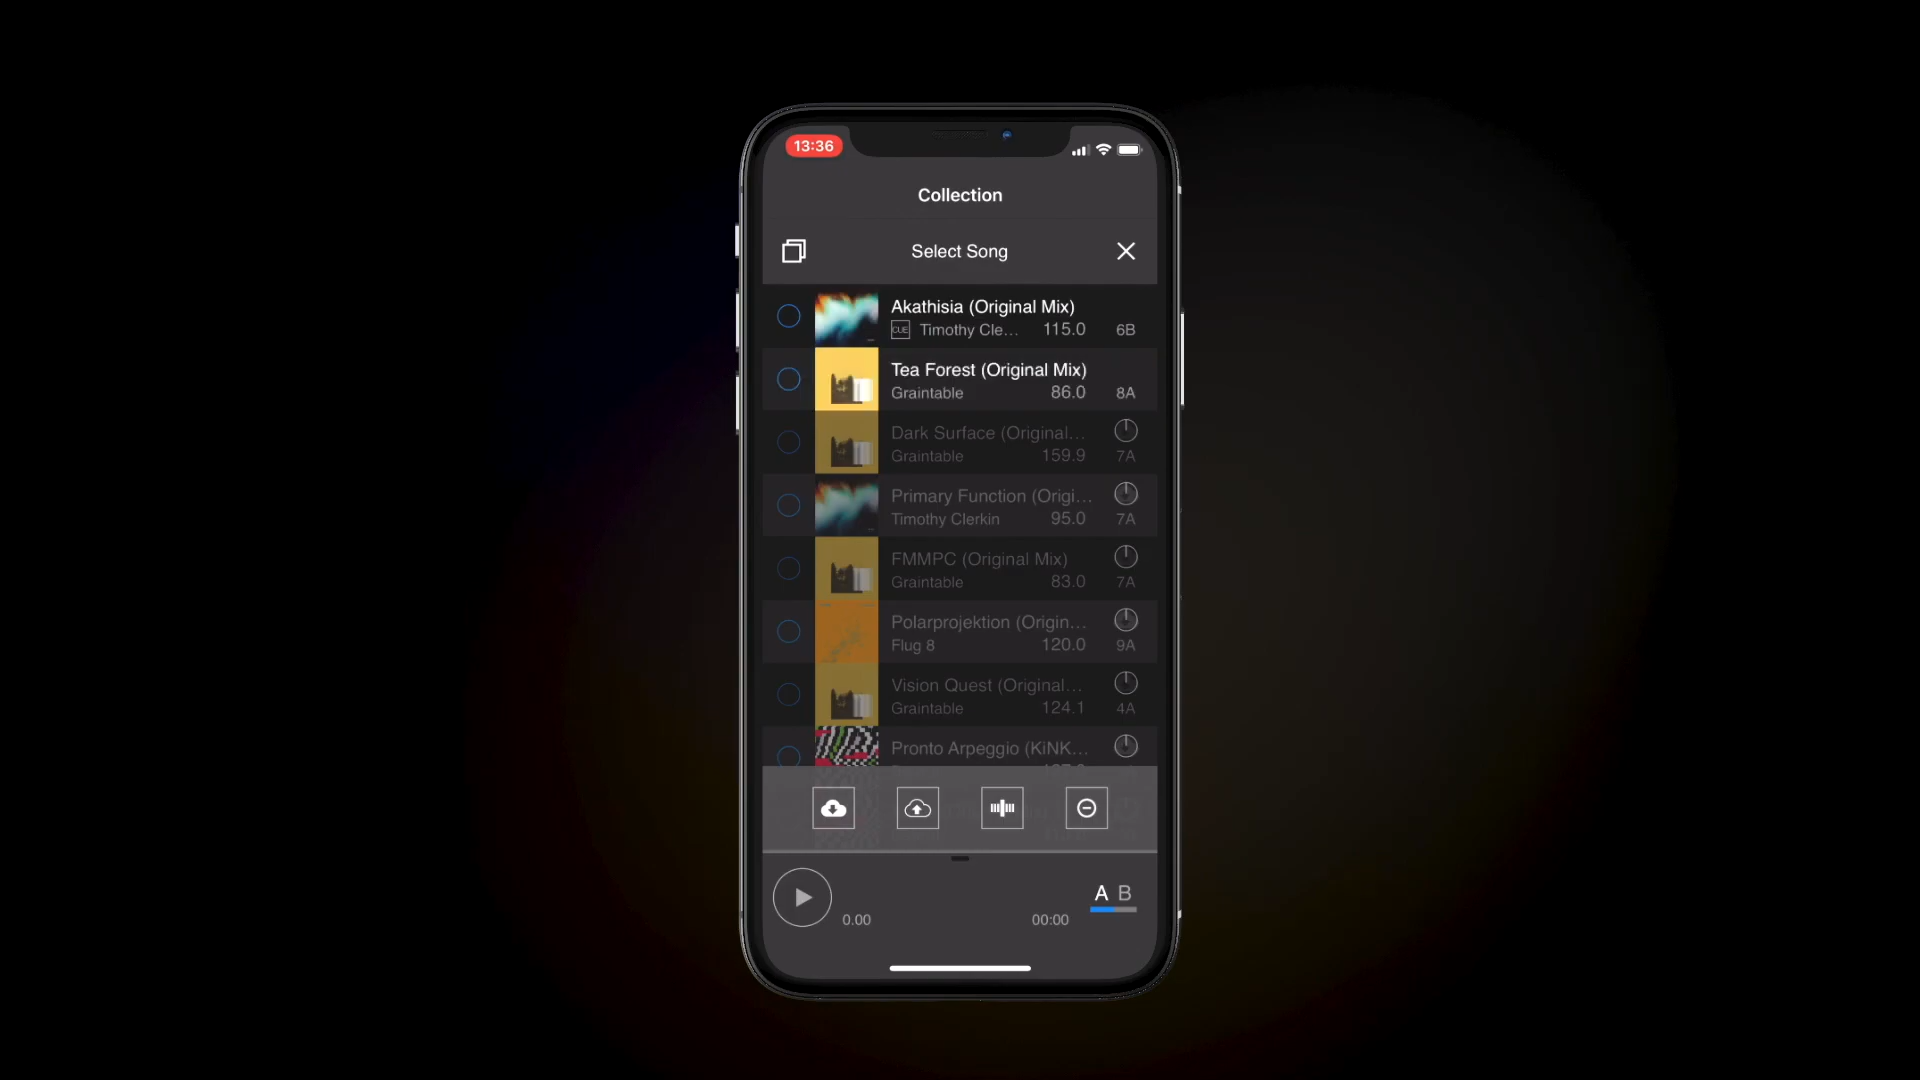 13:36
Collection
Select Song
Akathisia (Original Mix)
CUE Timothy Cle... 115.0 6B
Tea Forest (Original Mix)
Graintable 86.0 8A
Dark Surface (Original...
Graintable 159.9 7A
Primary Function (Origi...
Timothy Clerkin 95.0 7A
FMMPC (Original Mix)
Graintable 83.0 7A
Polarprojektion (Origin...
Flug 8 120.0 9A
Vision Quest (Original...
Graintable 124.1 4A
Pronto Arpeggio (KiNK...
A B
0.00 00:00